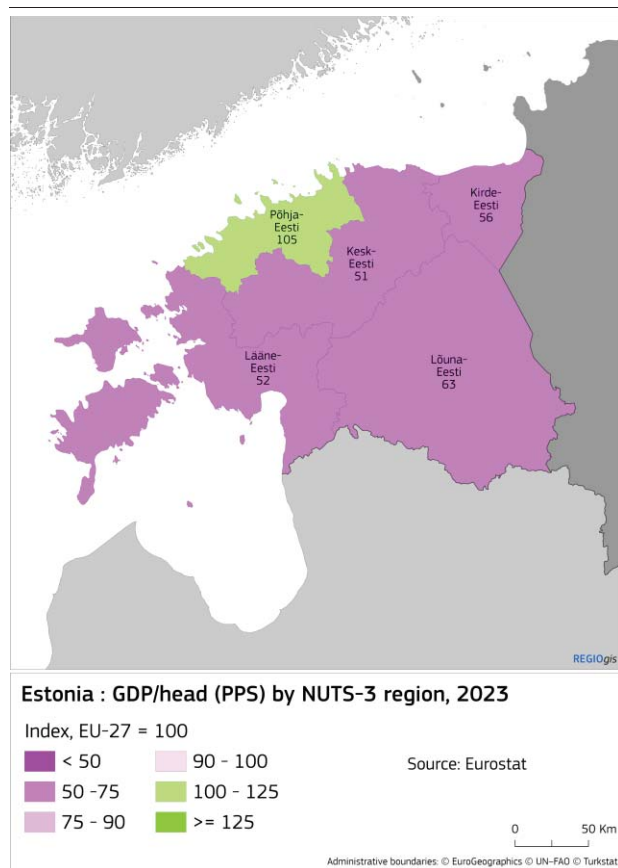 Põhja-
Eesti
105
Kirde-
Eesti
56
Kesk-
Eesti
51
Lääne-
Eesti
52
Lõuna-
Eesti
63
REGIOgis
Estonia : GDP/head (PPS) by NUTS-3 region, 2023
Index, EU-27 = 100
< 50
50 -75
75 - 90
90 - 100
100 - 125
>= 125
Source: Eurostat
0 50 Km
Administrative boundaries: © EuroGeographics © UN-FAO © Turkstat